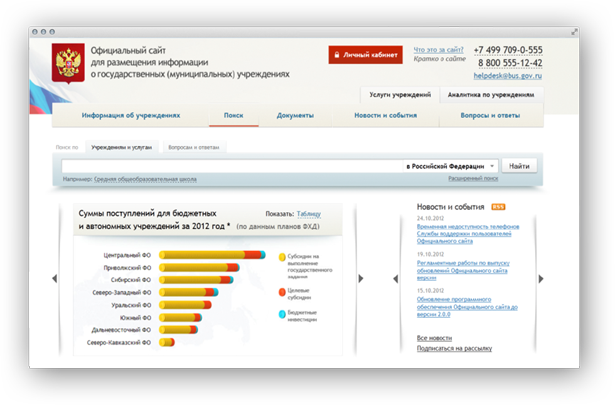 Официальный сайт
для размещения информации
о государственных (муниципальных) учреждениях
Личный кабинет
Что это за сайт?
Кратко о сайте
+7 499 709-0-555
8 800 555-12-42
helpdesk@bus.gov.ru
Услуги учреждений
Аналитика по учреждениям
Информация об учреждениях
Поиск
Документы
Новости и события
Вопросы и ответы
Поиск по
Учреждениям и услугам
Вопросам и ответам
в Российской Федерации
Найти
Например: Средняя общеобразовательная школа
Расширенный поиск
Суммы поступлений для бюджетных
и автономных учреждений за 2012 год * (по данным планов ФХД)
Показать: Таблицу
Центральный ФО
Приволжский ФО
Сибирский ФО
Северо-Западный ФО
Уральский ФО
Южный ФО
Дальневосточный ФО
Северо-Кавказский ФО
Субсидии на
выполнение
государственного
задания
Целевые
субсидии
Бюджетные
инвестиции
Новости и события RSS
24.10.2012
Временная недоступность телефонов
Службы поддержки пользователей
Официального сайта
19.10.2012
Регламентные работы по выпуску
обновлений Официального сайта
версии
15.10.2012
Обновление программного
обеспечения Официального сайта до
версии 2.0.0
Все новости
Подписаться на рассылку